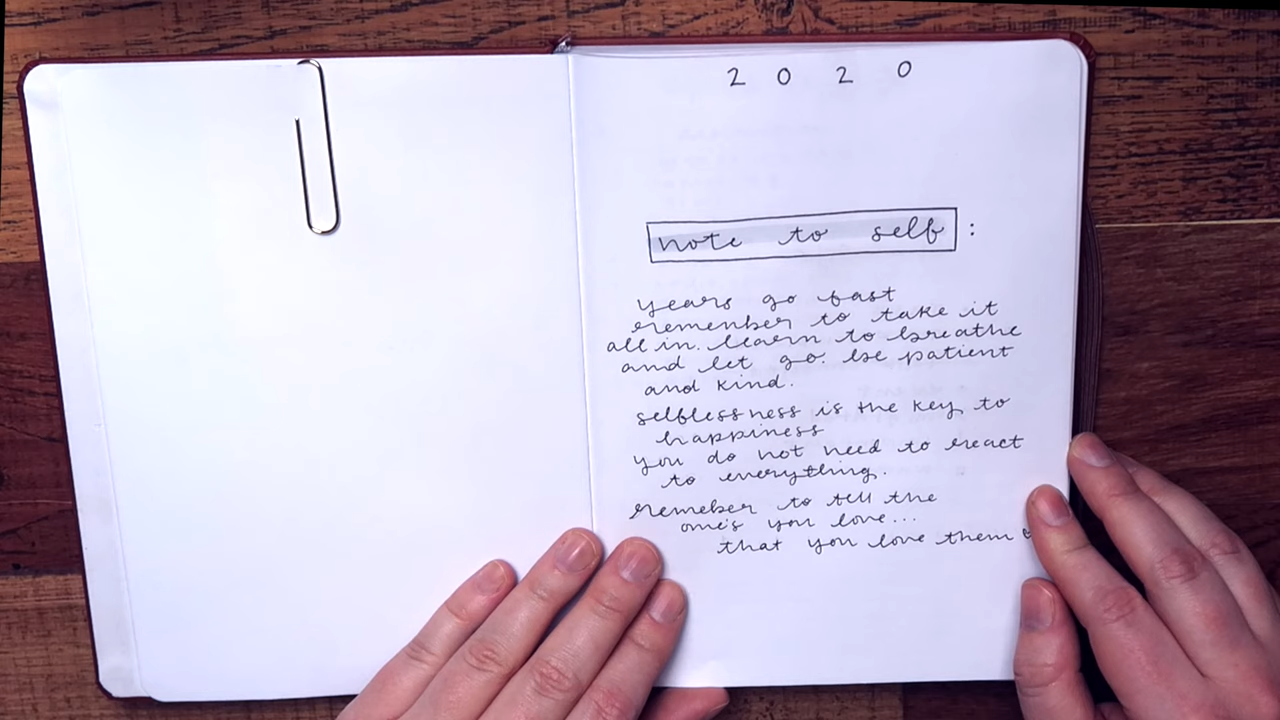 2 0 2 0
note to self :
years go fast
remember to take it
all in. learn to breathe
and let go. be patient
and kind.
selflessness is the key to
happiness
you do not need to react
to everything.
remeber to tell the
one's you love...
that you love them ♡